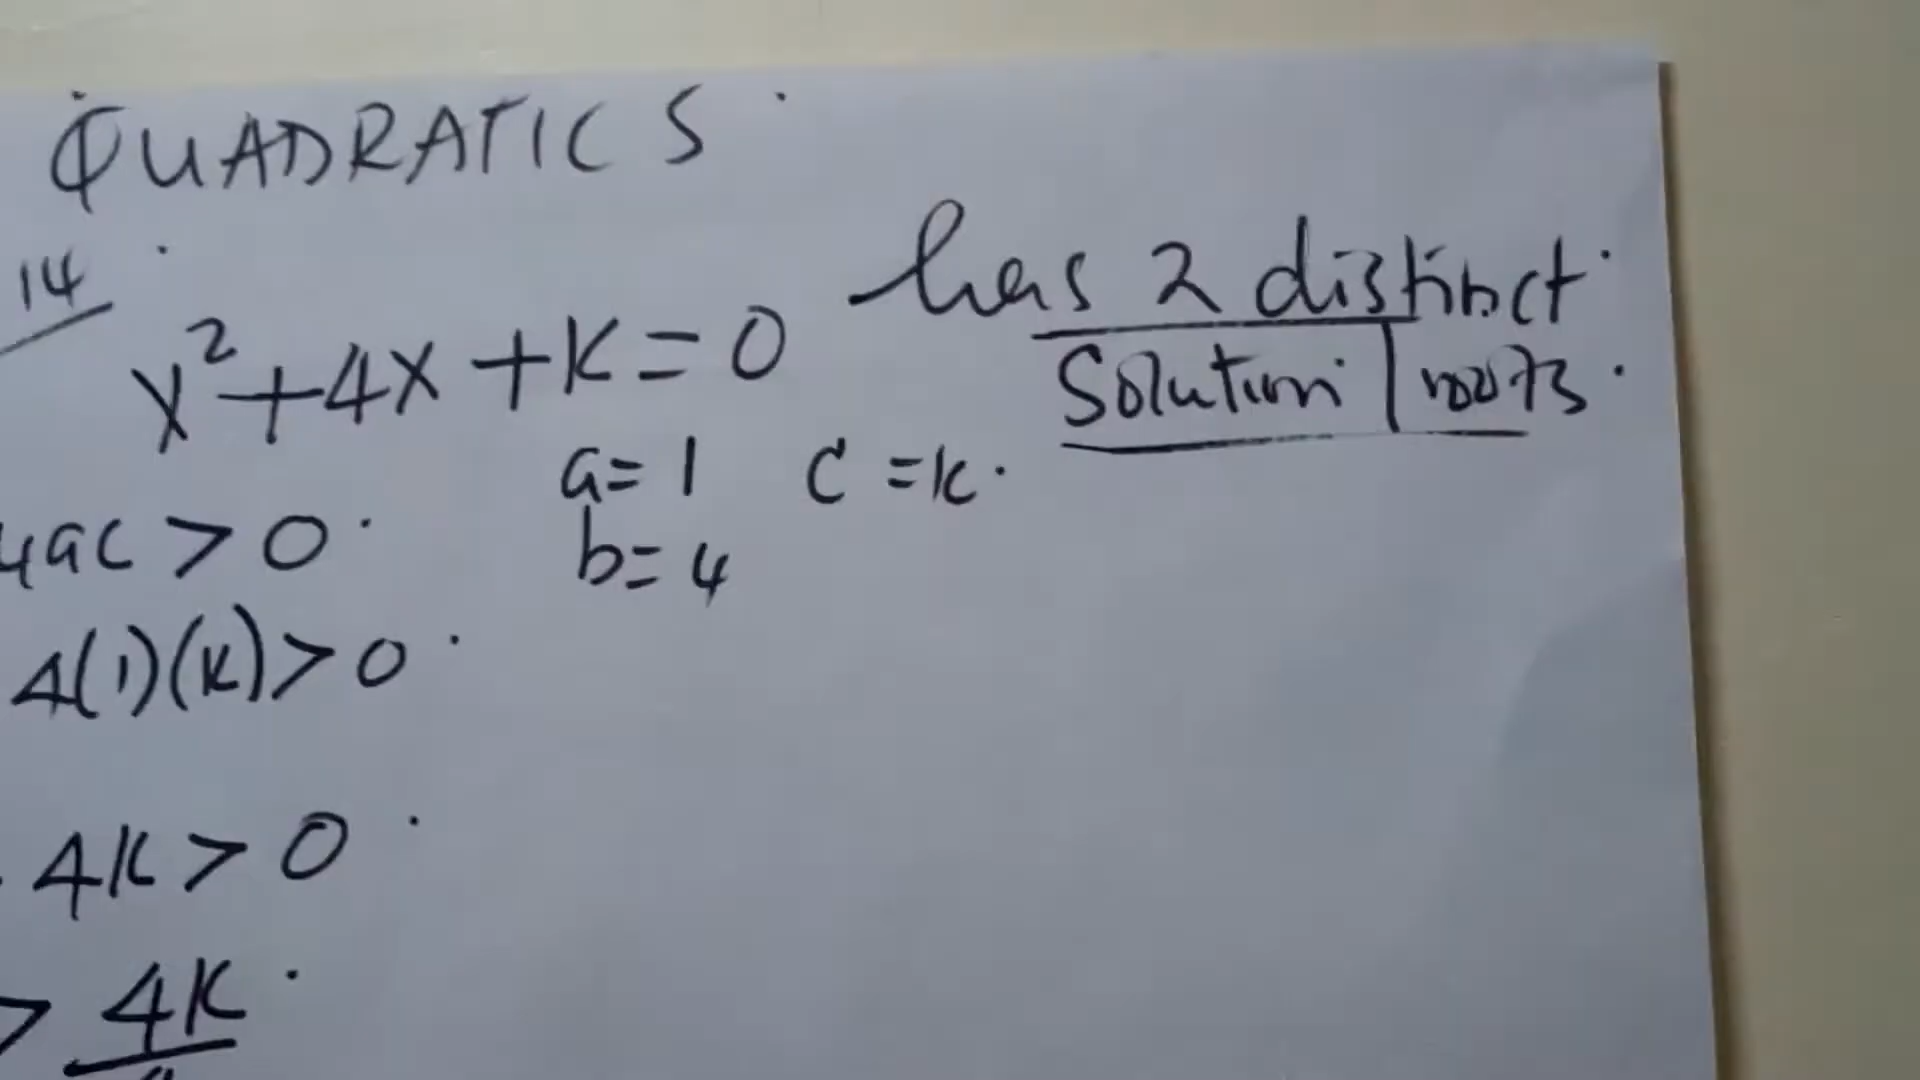 QUADRATICS
14
x² + 4x + k = 0 has 2 distinct
Solution | roots
a = 1 c = k
b = 4
4ac > 0
4(1)(k) > 0
4k > 0
> 4k